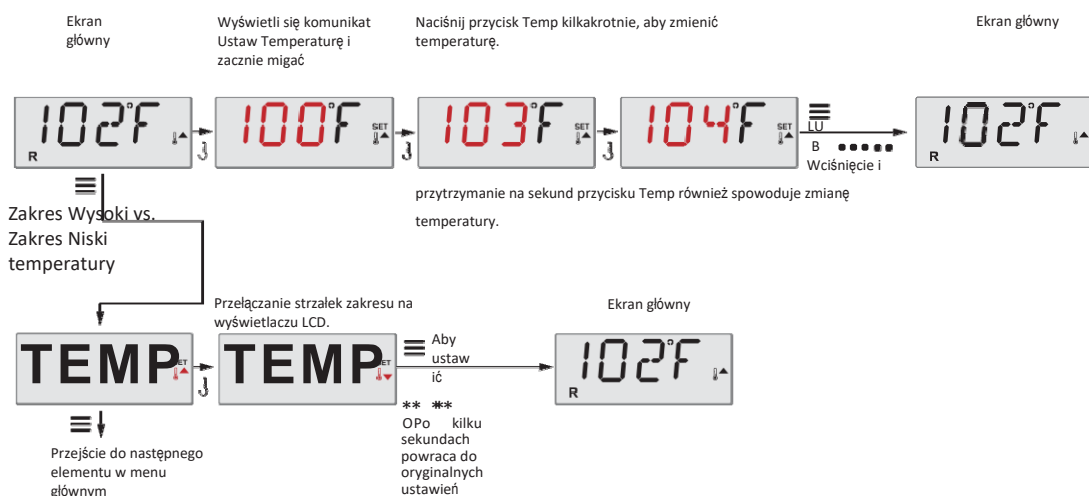 Ekran
główny
Wyświetli się komunikat
Ustaw Temperaturę i
zacznie migać
Naciśnij przycisk Temp kilkakrotnie, aby zmienić
temperaturę.
Ekran główny
102°F
R
100°F
SET
103°F
SET
104°F
SET
LU
B
Wciśnięcie i
102°F
R
przytrzymanie na sekund przycisku Temp również spowoduje zmianę
temperatury.
Zakres Wysoki vs.
Zakres Niski
temperatury
Przełączanie strzałek zakresu na
wyświetlaczu LCD.
Ekran główny
TEMP
TEMP
Aby
ustaw
ić
102°F
R
** **
OPo kilku
sekundach
powraca do
oryginalnych
ustawień
Przejście do następnego
elementu w menu
głównym